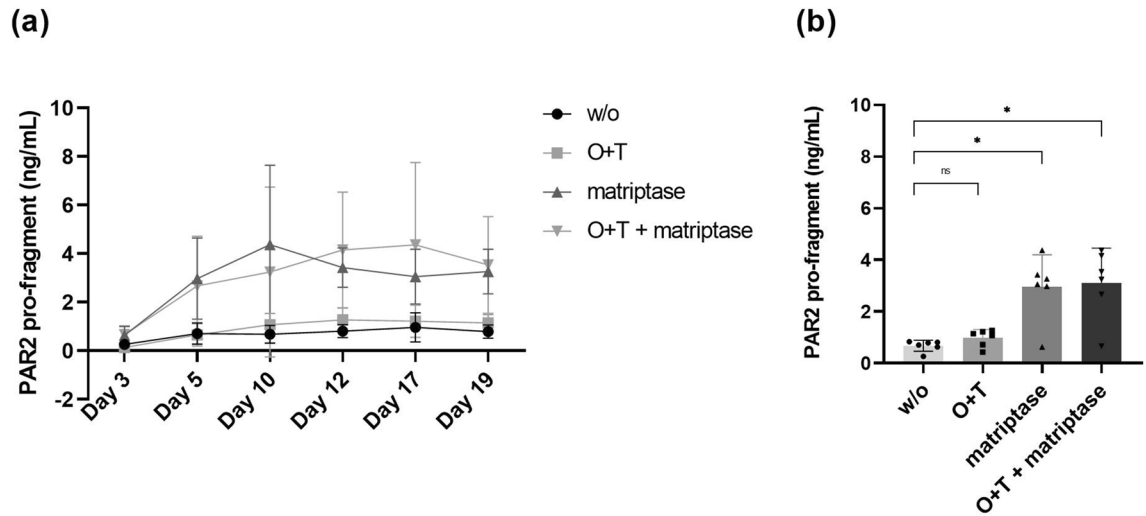 (a)
PAR2 pro-fragment (ng/mL)
10
8
6
4
2
0
-2
Day 3
Day 5
Day 10
Day 12
Day 17
Day 19
w/o
O+T
matriptase
O+T + matriptase
(b)
PAR2 pro-fragment (ng/mL)
10
8
6
4
2
0
*
*
ns
w/o
O+T
matriptase
O+T + matriptase